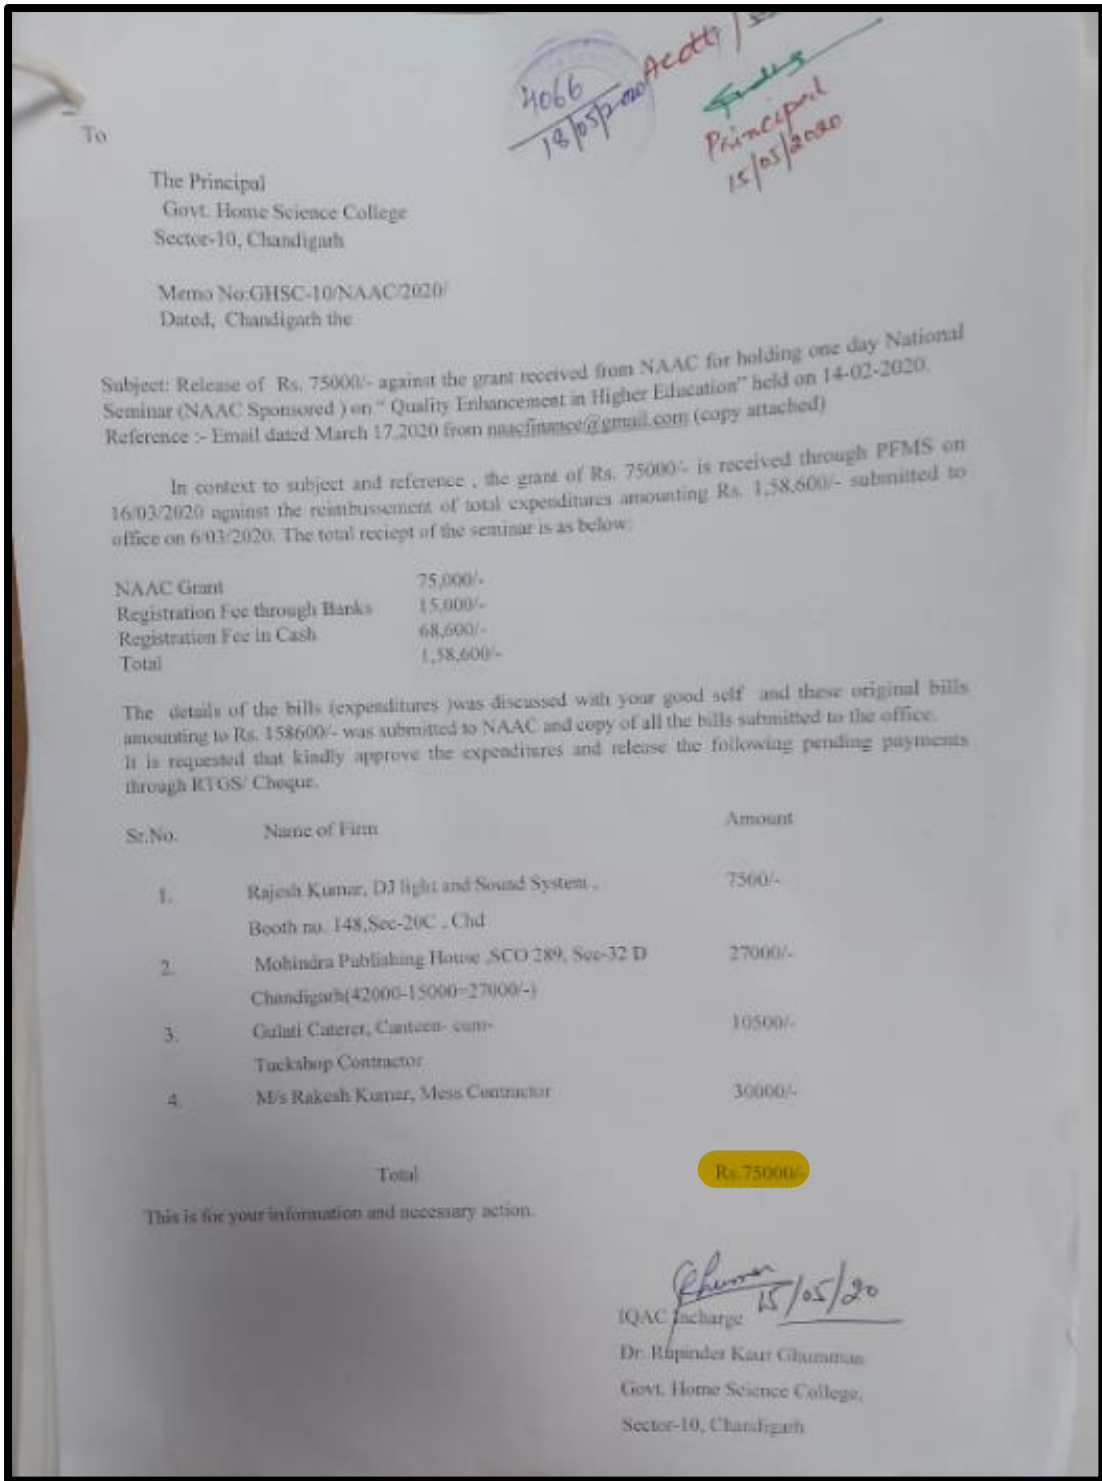 4066
18/05/2020
Acctt/
Principal
15/05/2020
To
The Principal
Govt. Home Science College
Sector-10, Chandigarh
Memo No:GHSC-10/NAAC/2020/
Dated, Chandigarh the
Subject: Release of Rs. 75000/- against the grant received from NAAC for holding one day National
Seminar (NAAC Sponsored ) on " Quality Enhancement in Higher Education" held on 14-02-2020.
Reference :- Email dated March 17,2020 from naacfinance@gmail.com (copy attached)
In context to subject and reference , the grant of Rs. 75000/- is received through PFMS on
16/03/2020 against the reimbussement of total expenditures amounting Rs. 1,58,600/- submitted to
office on 6/03/2020. The total reciept of the seminar is as below:
NAAC Grant 75,000/-
Registration Fee through Banks 15,000/-
Registration Fee in Cash 68,600/-
Total 1,58,600/-
The details of the bills (expenditures )was discussed with your good self and these original bills
amounting to Rs. 158600/- was submitted to NAAC and copy of all the bills submitted to the office.
It is requested that kindly approve the expenditures and release the following pending payments
through RTGS/ Cheque.
Sr.No. Name of Firm Amount
1. Rajesh Kumar, DJ light and Sound System , 7500/-
Booth no. 148,Sec-20C , Chd
2. Mohindra Publishing House ,SCO 289, Sec-32 D 27000/-
Chandigarh(42000-15000=27000/-)
3. Gulati Caterer, Canteen- cum- 10500/-
Tuckshop Contractor
4. M/s Rakesh Kumar, Mess Contractor 30000/-
Total Rs.75000/-
This is for your information and necessary action.
15/05/20
IQAC Incharge
Dr. Rupinder Kaur Ghumman
Govt. Home Science College,
Sector-10, Chandigarh